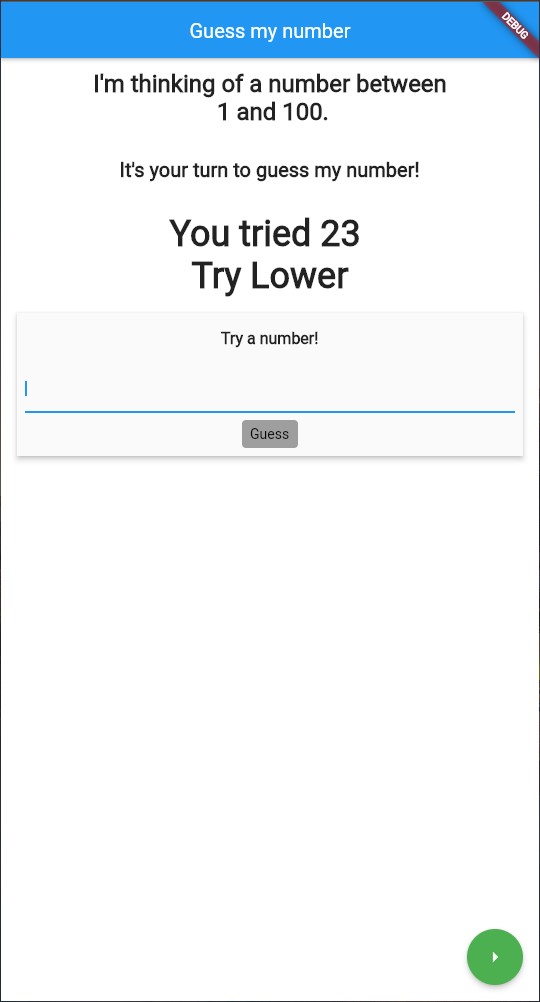 Guess my number
DEBUG
I'm thinking of a number between
1 and 100.
It's your turn to guess my number!
You tried 23
Try Lower
Try a number!
Guess